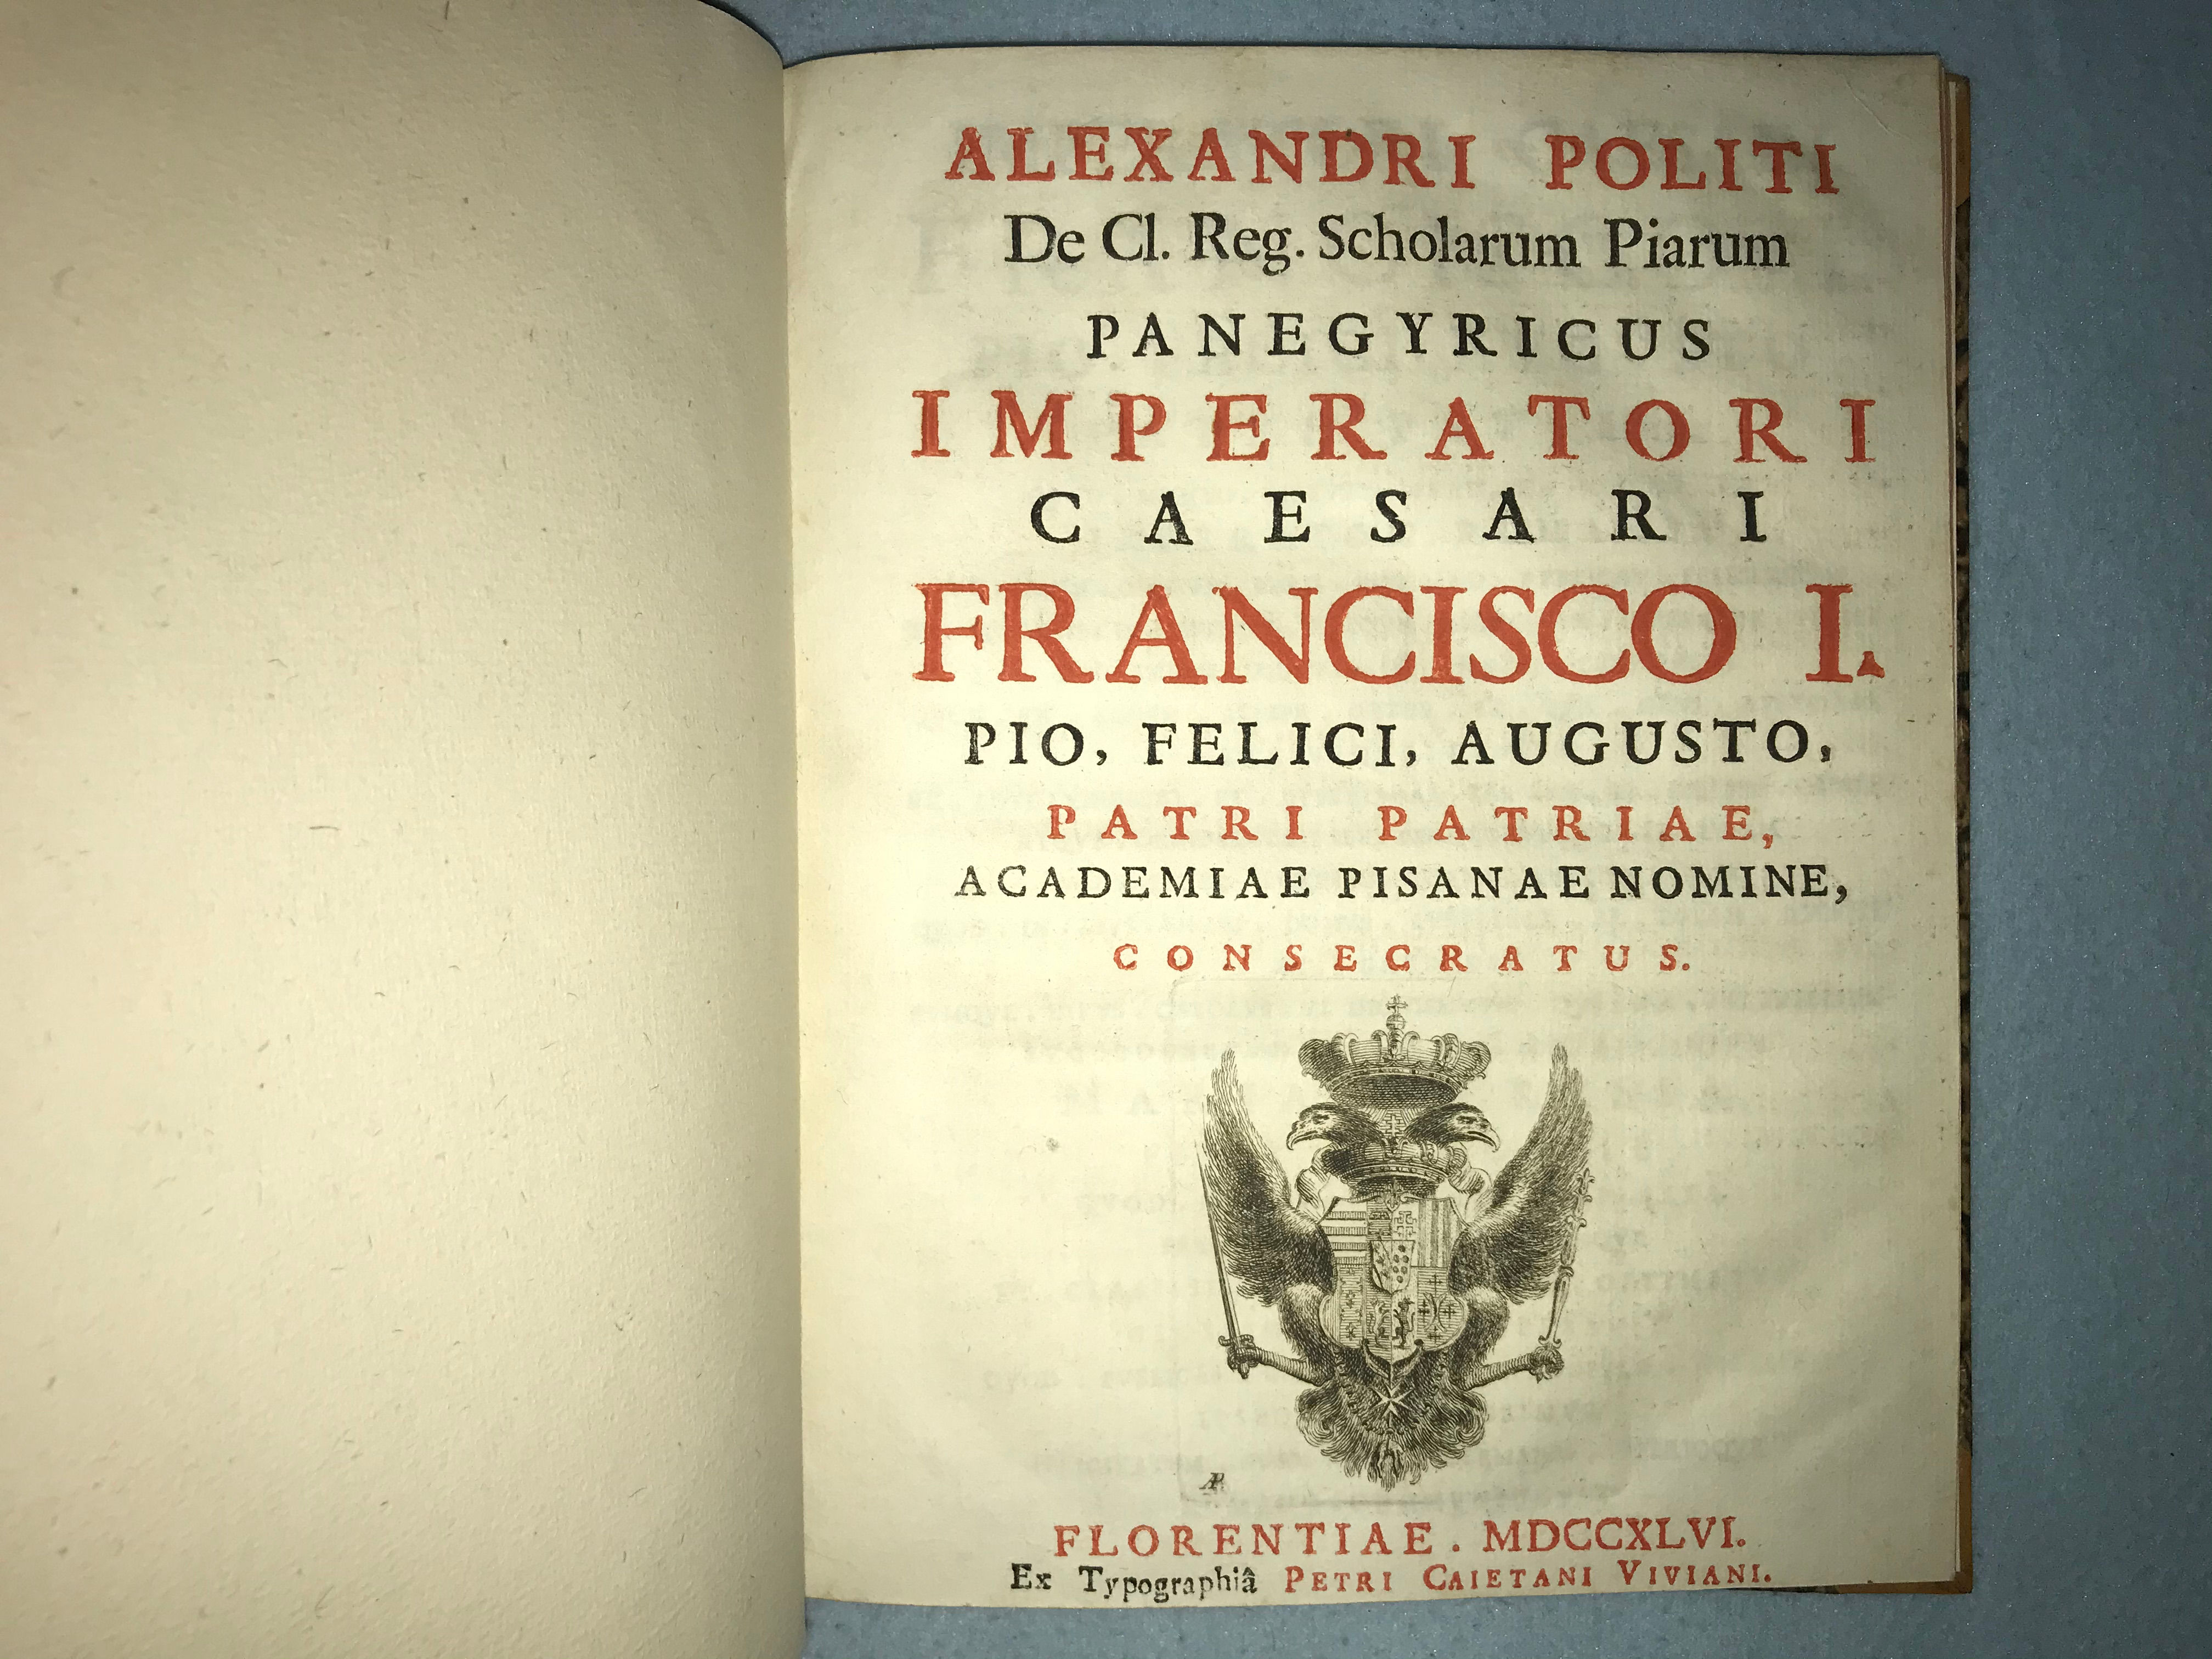 ALEXANDRI POLITI
De Cl. Reg. Scholarum Piarum
PANEGYRICUS
IMPERATORI
CAESARI
FRANCISCO I.
PIO, FELICI, AUGUSTO,
PATRI PATRIAE,
ACADEMIAE PISANAE NOMINE,
CONSECRATUS.
FLORENTIAE. MDCCXLVI.
Ex Typographiâ PETRI CAIETANI VIVIANI.